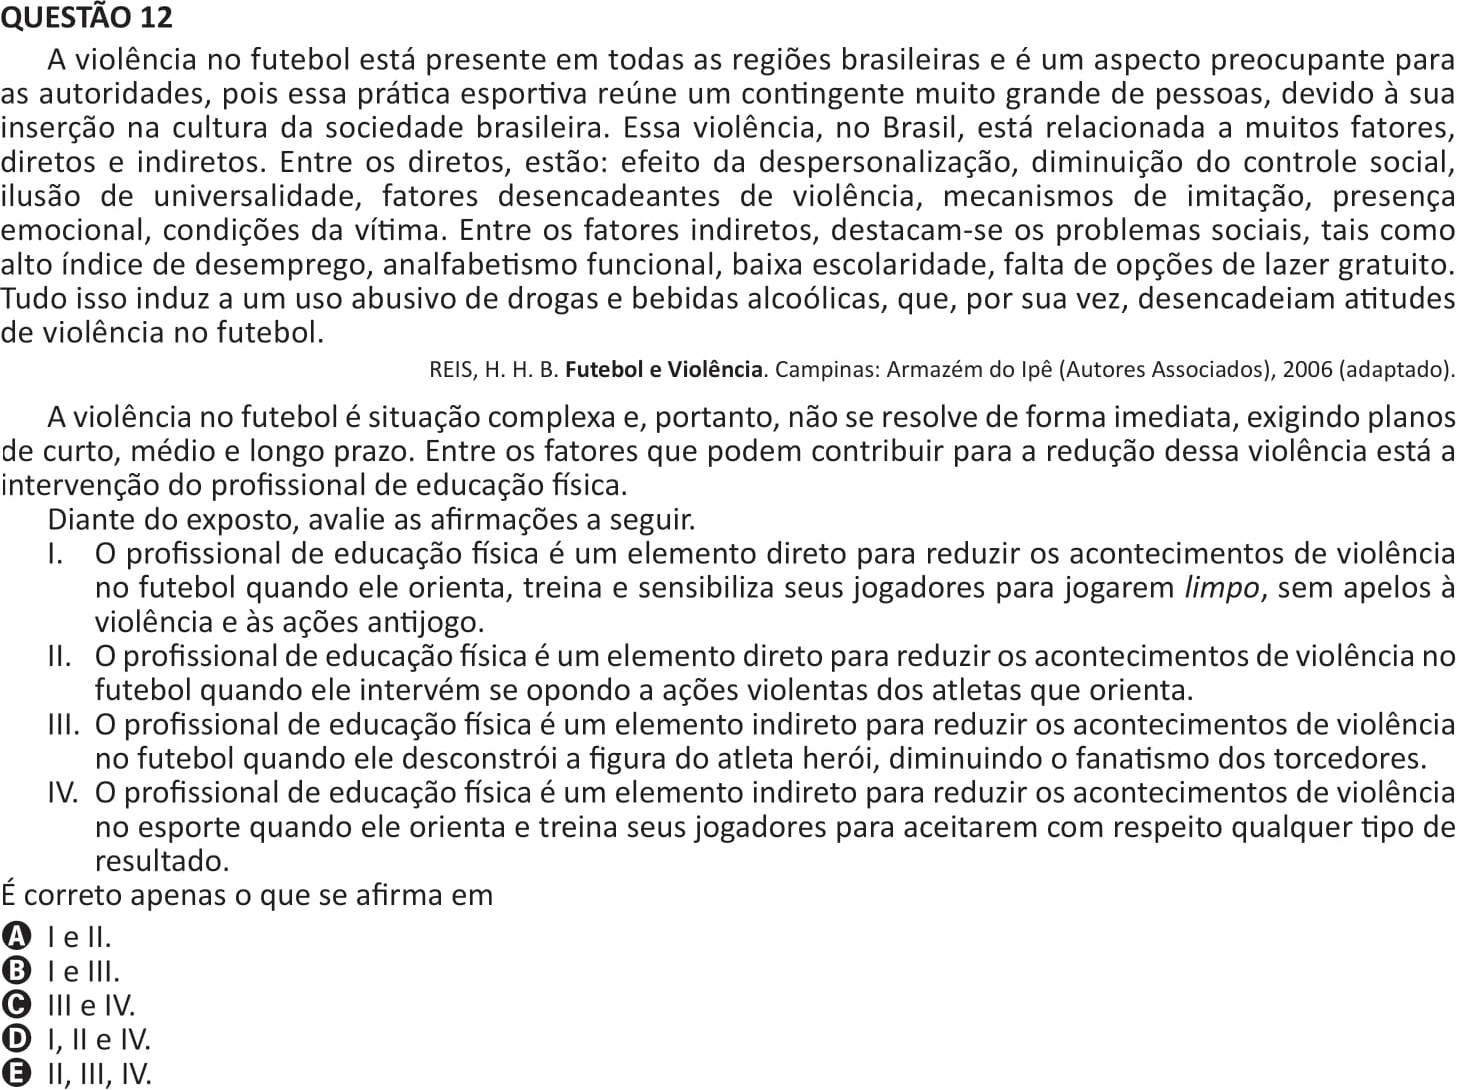 QUESTÃO 12
A violência no futebol está presente em todas as regiões brasileiras e é um aspecto preocupante para
as autoridades, pois essa prática esportiva reúne um contingente muito grande de pessoas, devido à sua
inserção na cultura da sociedade brasileira. Essa violência, no Brasil, está relacionada a muitos fatores,
diretos e indiretos. Entre os diretos, estão: efeito da despersonalização, diminuição do controle social,
ilusão de universalidade, fatores desencadeantes de violência, mecanismos de imitação, presença
emocional, condições da vítima. Entre os fatores indiretos, destacam-se os problemas sociais, tais como
alto índice de desemprego, analfabetismo funcional, baixa escolaridade, falta de opções de lazer gratuito.
Tudo isso induz a um uso abusivo de drogas e bebidas alcoólicas, que, por sua vez, desencadeiam atitudes
de violência no futebol.
REIS, H. H. B. Futebol e Violência. Campinas: Armazém do Ipê (Autores Associados), 2006 (adaptado).
A violência no futebol é situação complexa e, portanto, não se resolve de forma imediata, exigindo planos
de curto, médio e longo prazo. Entre os fatores que podem contribuir para a redução dessa violência está a
intervenção do profissional de educação física.
Diante do exposto, avalie as afirmações a seguir.
I. O profissional de educação física é um elemento direto para reduzir os acontecimentos de violência
no futebol quando ele orienta, treina e sensibiliza seus jogadores para jogarem limpo, sem apelos à
violência e às ações antijogo.
II. O profissional de educação física é um elemento direto para reduzir os acontecimentos de violência no
futebol quando ele intervém se opondo a ações violentas dos atletas que orienta.
III. O profissional de educação física é um elemento indireto para reduzir os acontecimentos de violência
no futebol quando ele desconstrói a figura do atleta herói, diminuindo o fanatismo dos torcedores.
IV. O profissional de educação física é um elemento indireto para reduzir os acontecimentos de violência
no esporte quando ele orienta e treina seus jogadores para aceitarem com respeito qualquer tipo de
resultado.
É correto apenas o que se afirma em
A I e II.
B I e III.
C III e IV.
D I, II e IV.
E II, III, IV.